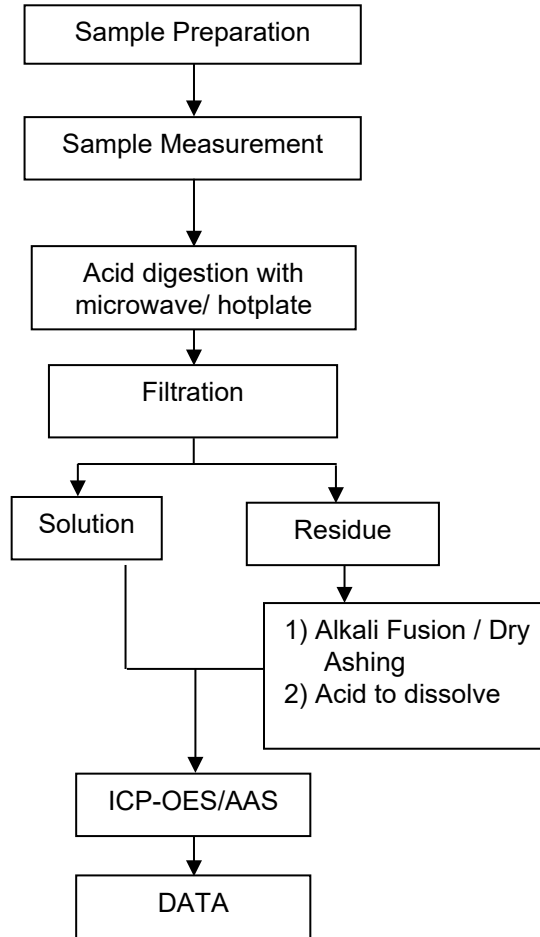 Sample Preparation
Sample Measurement
Acid digestion with
microwave/ hotplate
Filtration
Solution
Residue
1) Alkali Fusion / Dry
Ashing
2) Acid to dissolve
ICP-OES/AAS
DATA